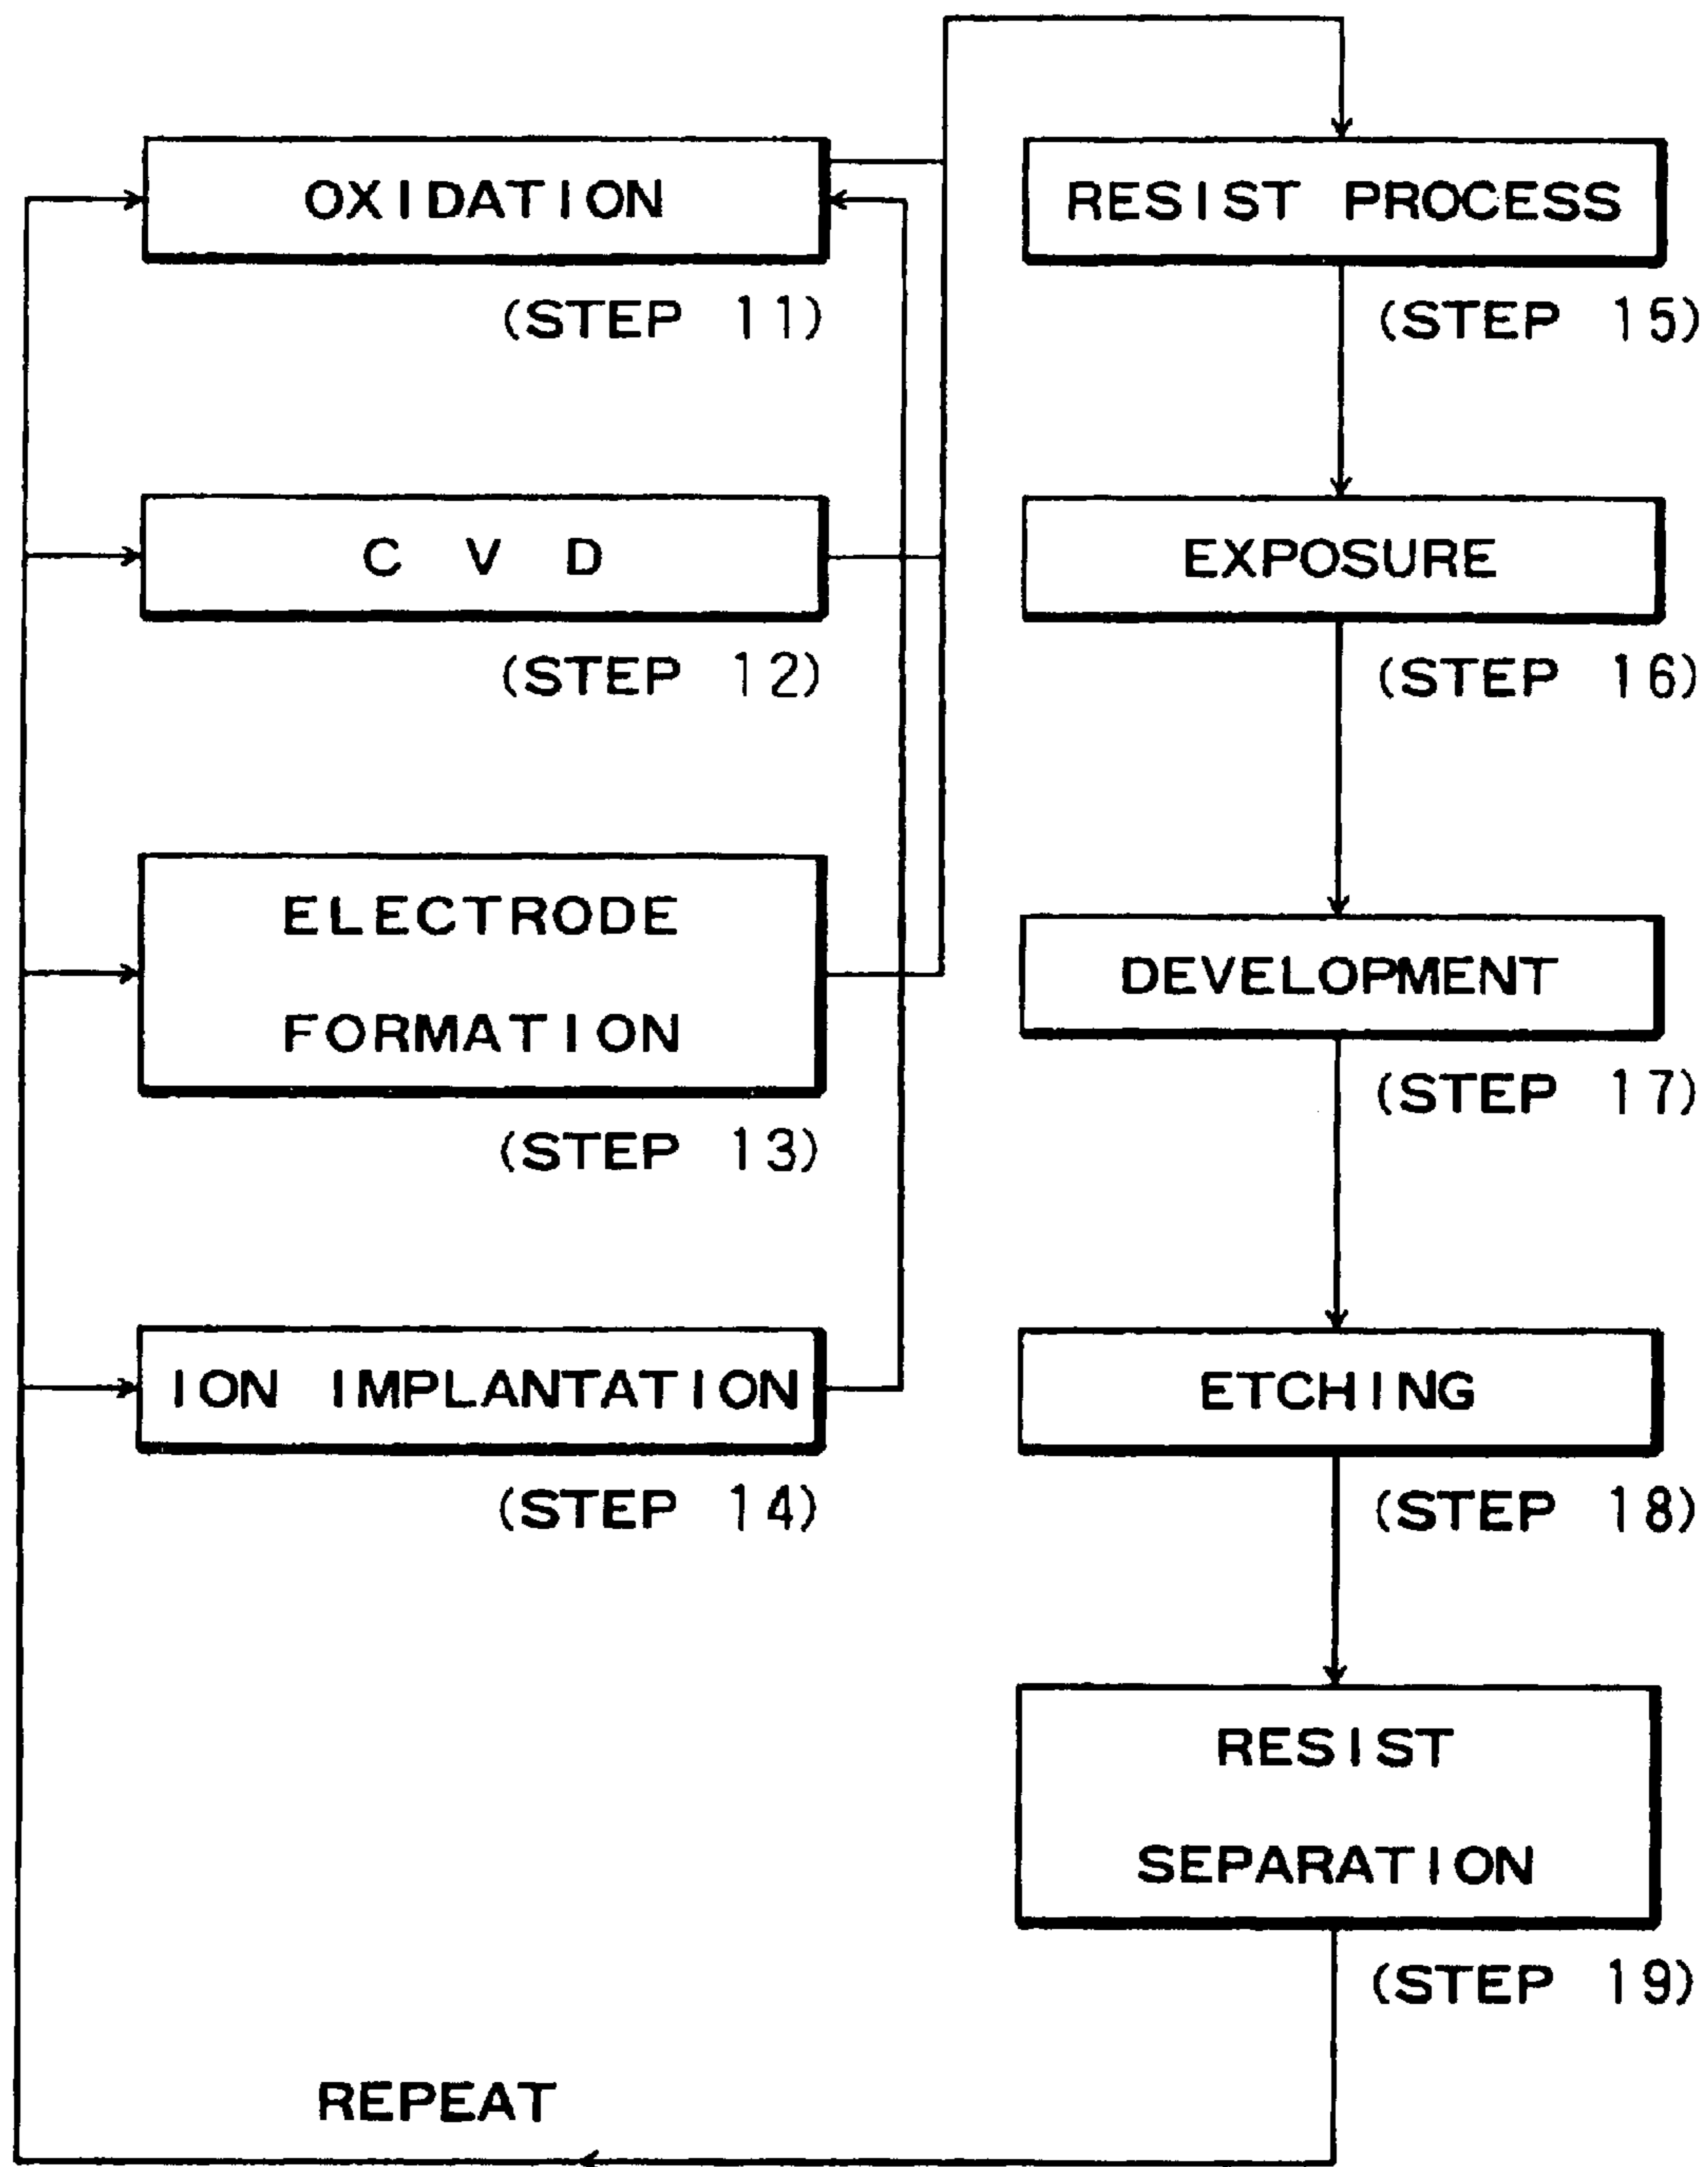 OXIDATION
(STEP 11)
C V D
(STEP 12)
ELECTRODE
FORMATION
(STEP 13)
ION IMPLANTATION
(STEP 14)
RESIST PROCESS
(STEP 15)
EXPOSURE
(STEP 16)
DEVELOPMENT
(STEP 17)
ETCHING
(STEP 18)
RESIST
SEPARATION
(STEP 19)
REPEAT